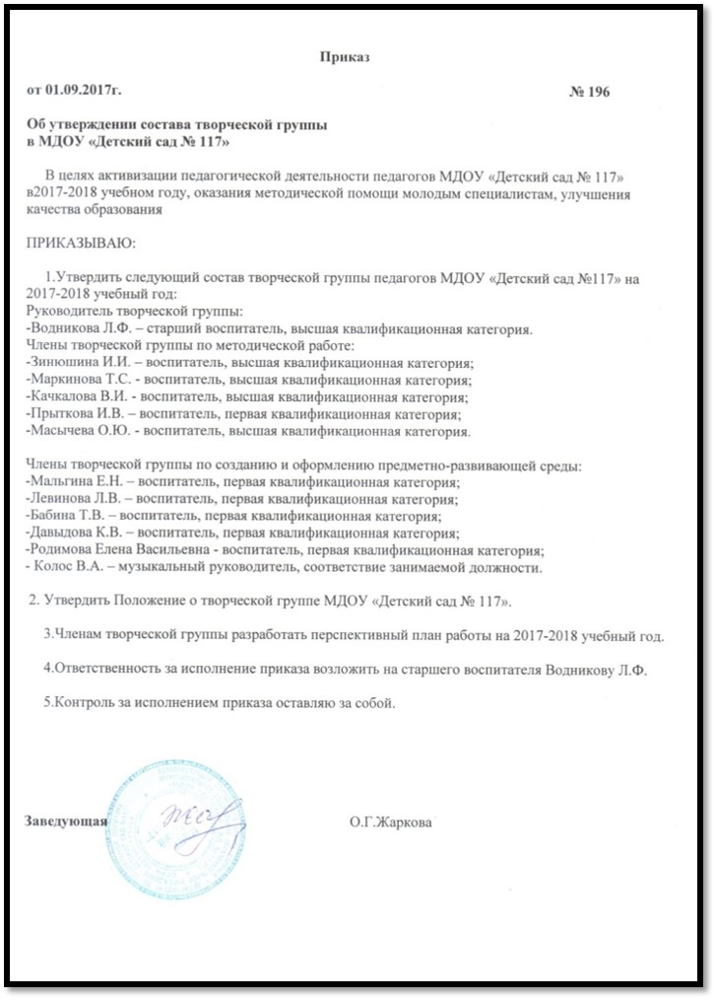 Приказ
от 01.09.2017г. № 196
Об утверждении состава творческой группы
в МДОУ «Детский сад № 117»
В целях активизации педагогической деятельности педагогов МДОУ «Детский сад № 117»
в2017-2018 учебном году, оказания методической помощи молодым специалистам, улучшения
качества образования
ПРИКАЗЫВАЮ:
1.Утвердить следующий состав творческой группы педагогов МДОУ «Детский сад №117» на
2017-2018 учебный год:
Руководитель творческой группы:
-Водникова Л.Ф. – старший воспитатель, высшая квалификационная категория.
Члены творческой группы по методической работе:
-Зинюшина И.И. – воспитатель, высшая квалификационная категория;
-Маркинова Т.С. - воспитатель, высшая квалификационная категория;
-Качкалова В.И. - воспитатель, высшая квалификационная категория;
-Прыткова И.В. – воспитатель, первая квалификационная категория;
-Масычева О.Ю. - воспитатель, высшая квалификационная категория.
Члены творческой группы по созданию и оформлению предметно-развивающей среды:
-Мальгина Е.Н. – воспитатель, первая квалификационная категория;
-Левинова Л.В. – воспитатель, первая квалификационная категория;
-Бабина Т.В. – воспитатель, первая квалификационная категория;
-Давыдова К.В. – воспитатель, первая квалификационная категория;
-Родимова Елена Васильевна - воспитатель, первая квалификационная категория;
- Колос В.А. – музыкальный руководитель, соответствие занимаемой должности.
2. Утвердить Положение о творческой группе МДОУ «Детский сад № 117».
3.Членам творческой группы разработать перспективный план работы на 2017-2018 учебный год.
4.Ответственность за исполнение приказа возложить на старшего воспитателя Водникову Л.Ф.
5.Контроль за исполнением приказа оставляю за собой.
Заведующая О.Г.Жаркова